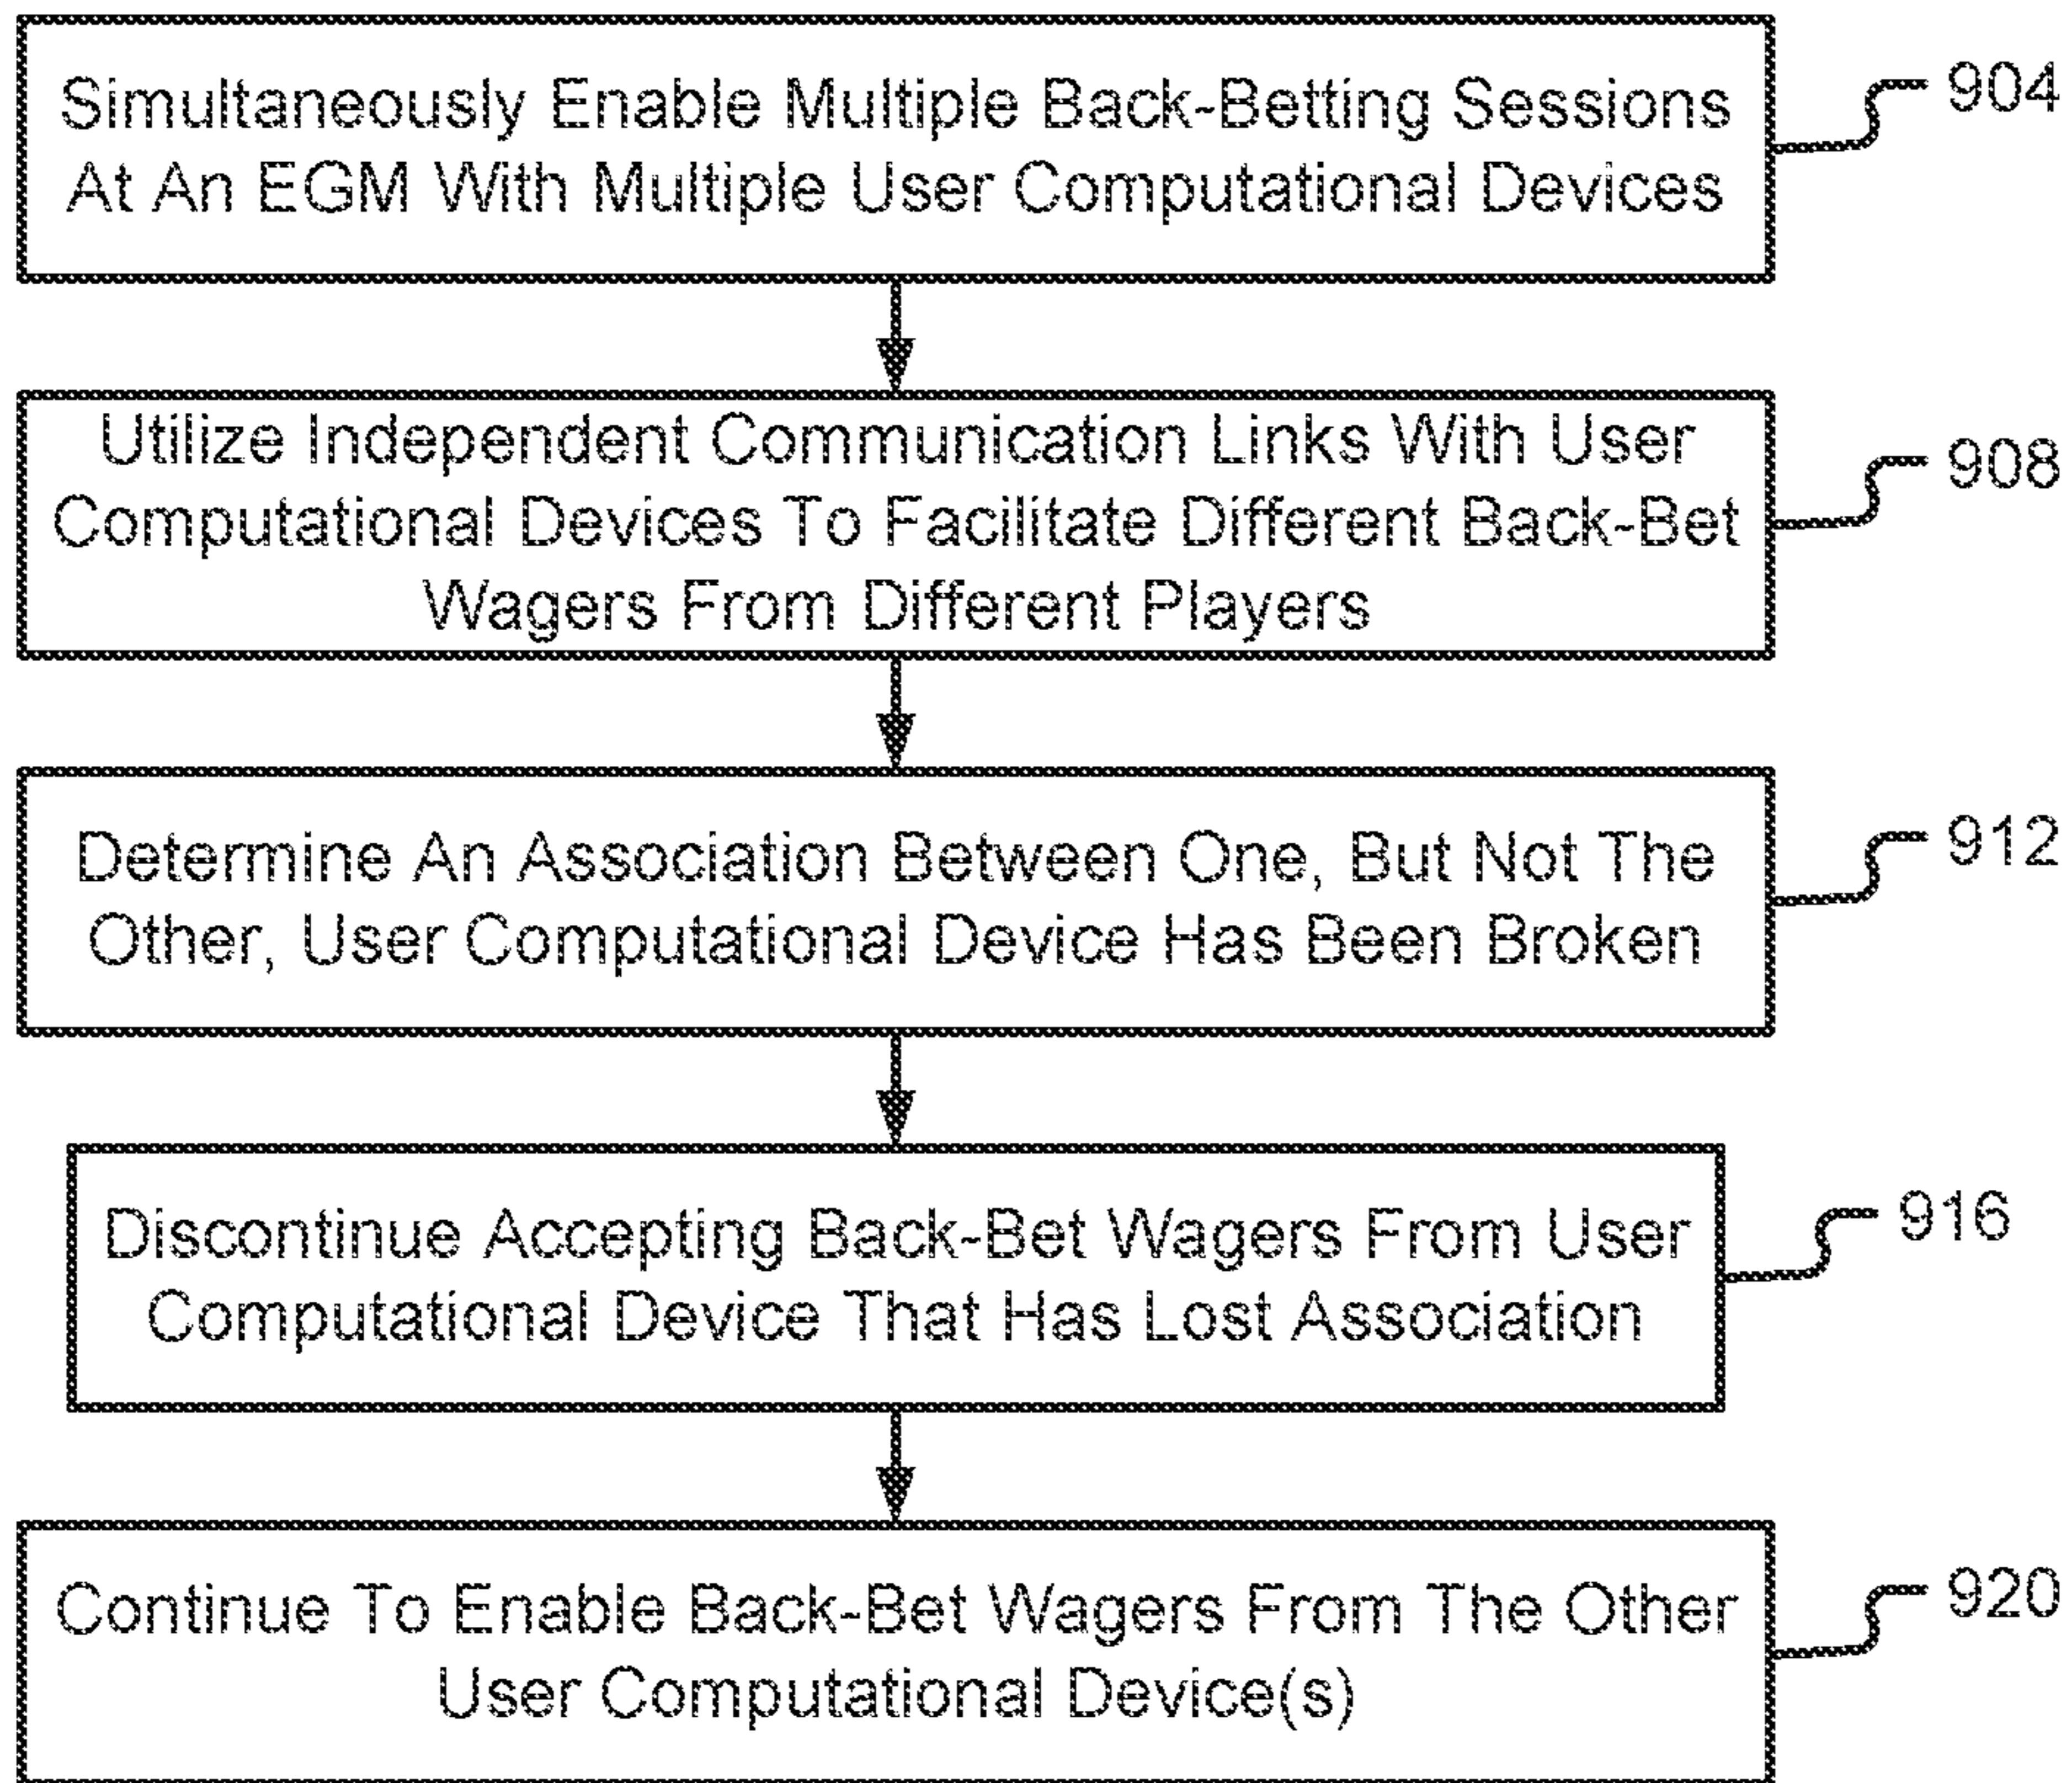 Simultaneously Enable Multiple Back-Betting Sessions
At An EGM With Multiple User Computational Devices
904
Utilize Independent Communication Links With User
Computational Devices To Facilitate Different Back-Bet
Wagers From Different Players
908
Determine An Association Between One, But Not The
Other, User Computational Device Has Been Broken
912
Discontinue Accepting Back-Bet Wagers From User
Computational Device That Has Lost Association
916
Continue To Enable Back-Bet Wagers From The Other
User Computational Device(s)
920